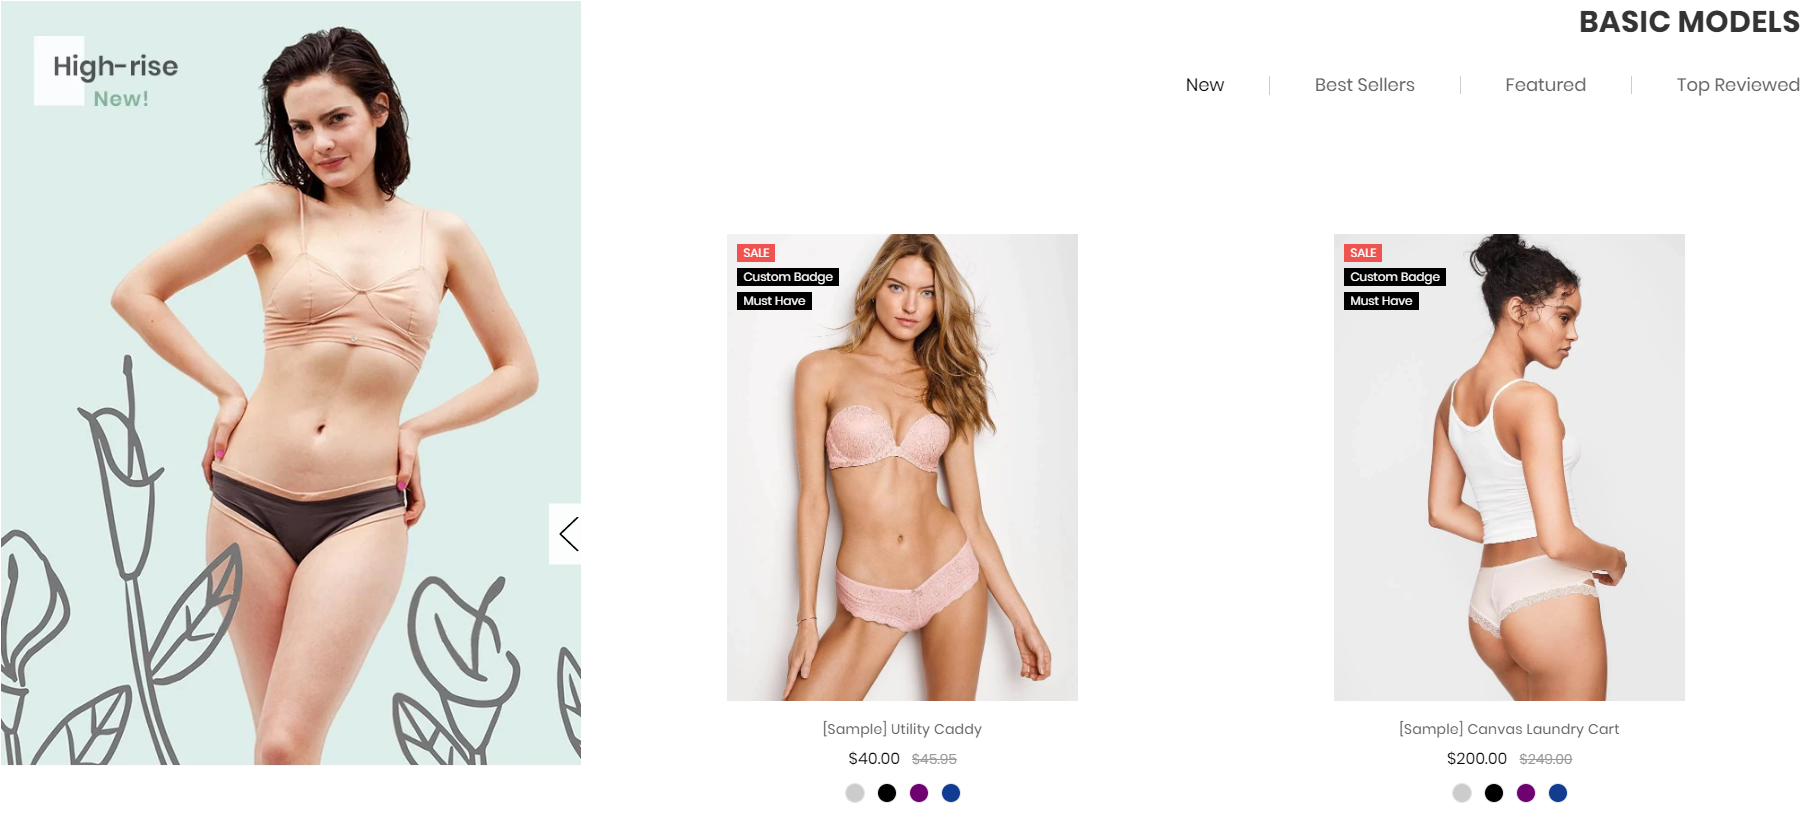 High-rise
New!
BASIC MODELS
New
Best Sellers
Featured
Top Reviewed
SALE
Custom Badge
Must Have
[Sample] Utility Caddy
$40.00 $45.95
SALE
Custom Badge
Must Have
[Sample] Canvas Laundry Cart
$200.00 $249.00